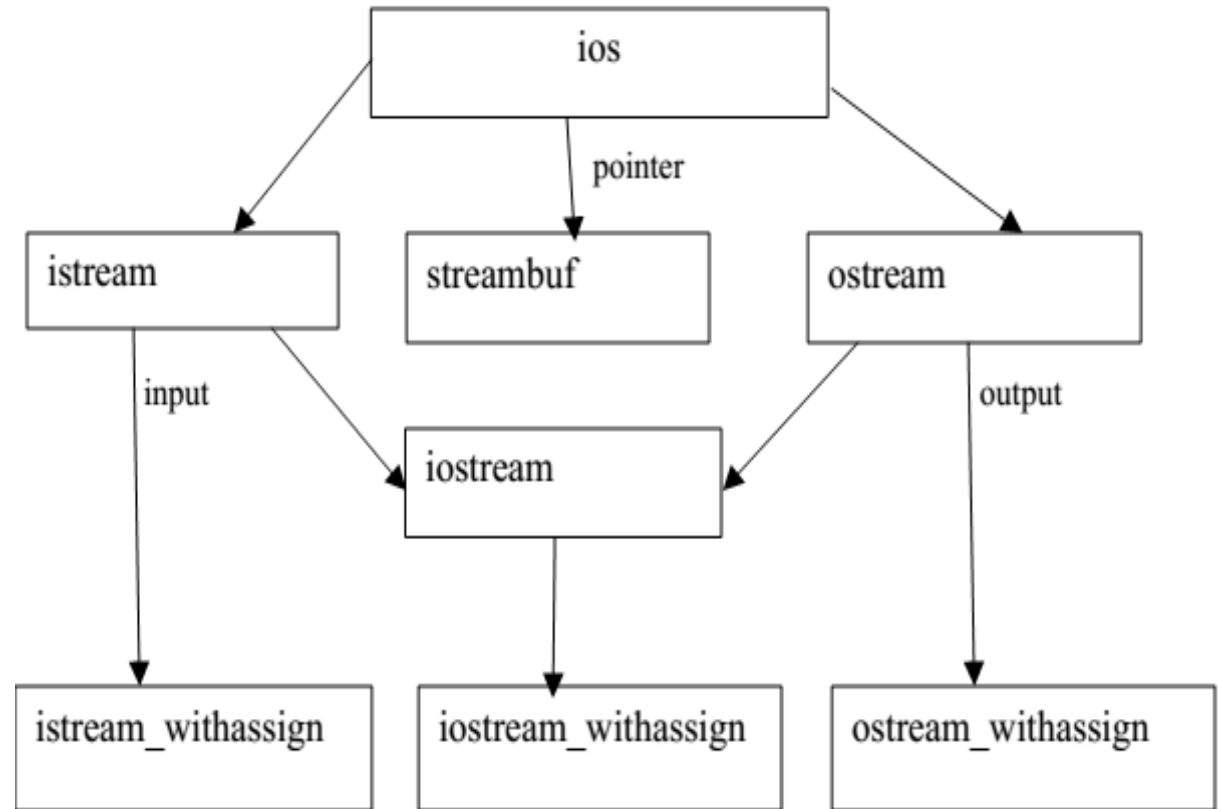 ios
pointer
istream
streambuf
ostream
input
output
iostream
istream_withassign
iostream_withassign
ostream_withassign